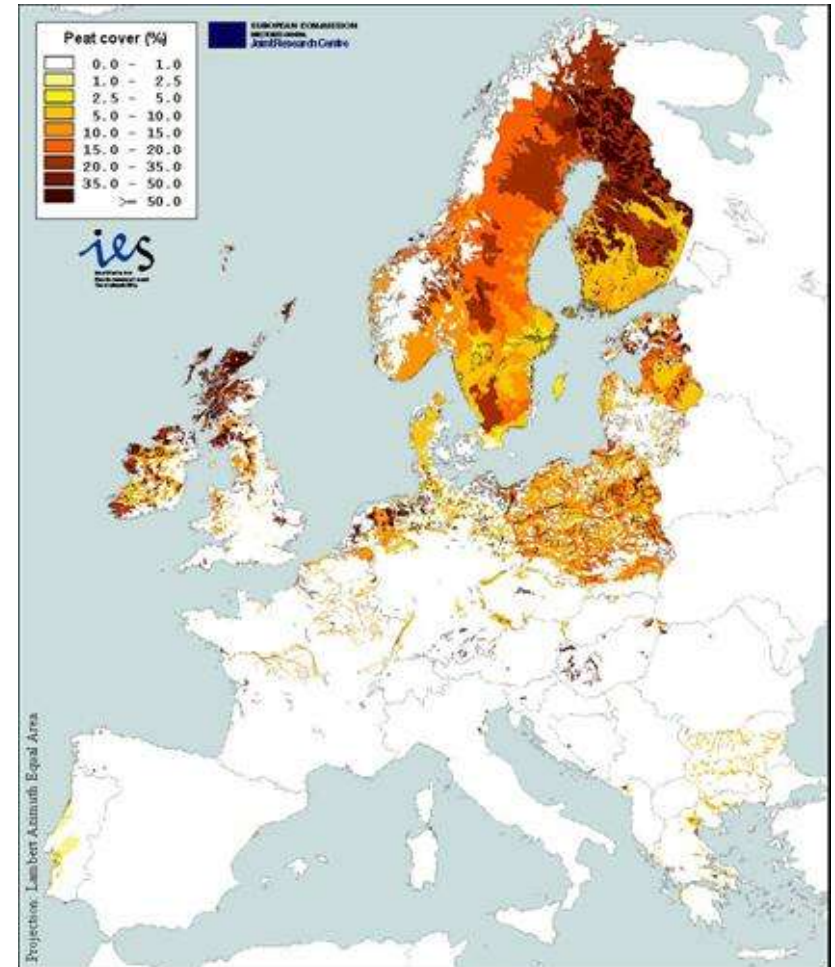 Peat cover (%)
0.0 - 1.0
1.0 - 2.5
2.5 - 5.0
5.0 - 10.0
10.0 - 15.0
15.0 - 20.0
20.0 - 35.0
35.0 - 50.0
>= 50.0
EUROPEAN COMMISSION
Joint Research Centre
ies
Projection: Lambert Azimuth Equal Area